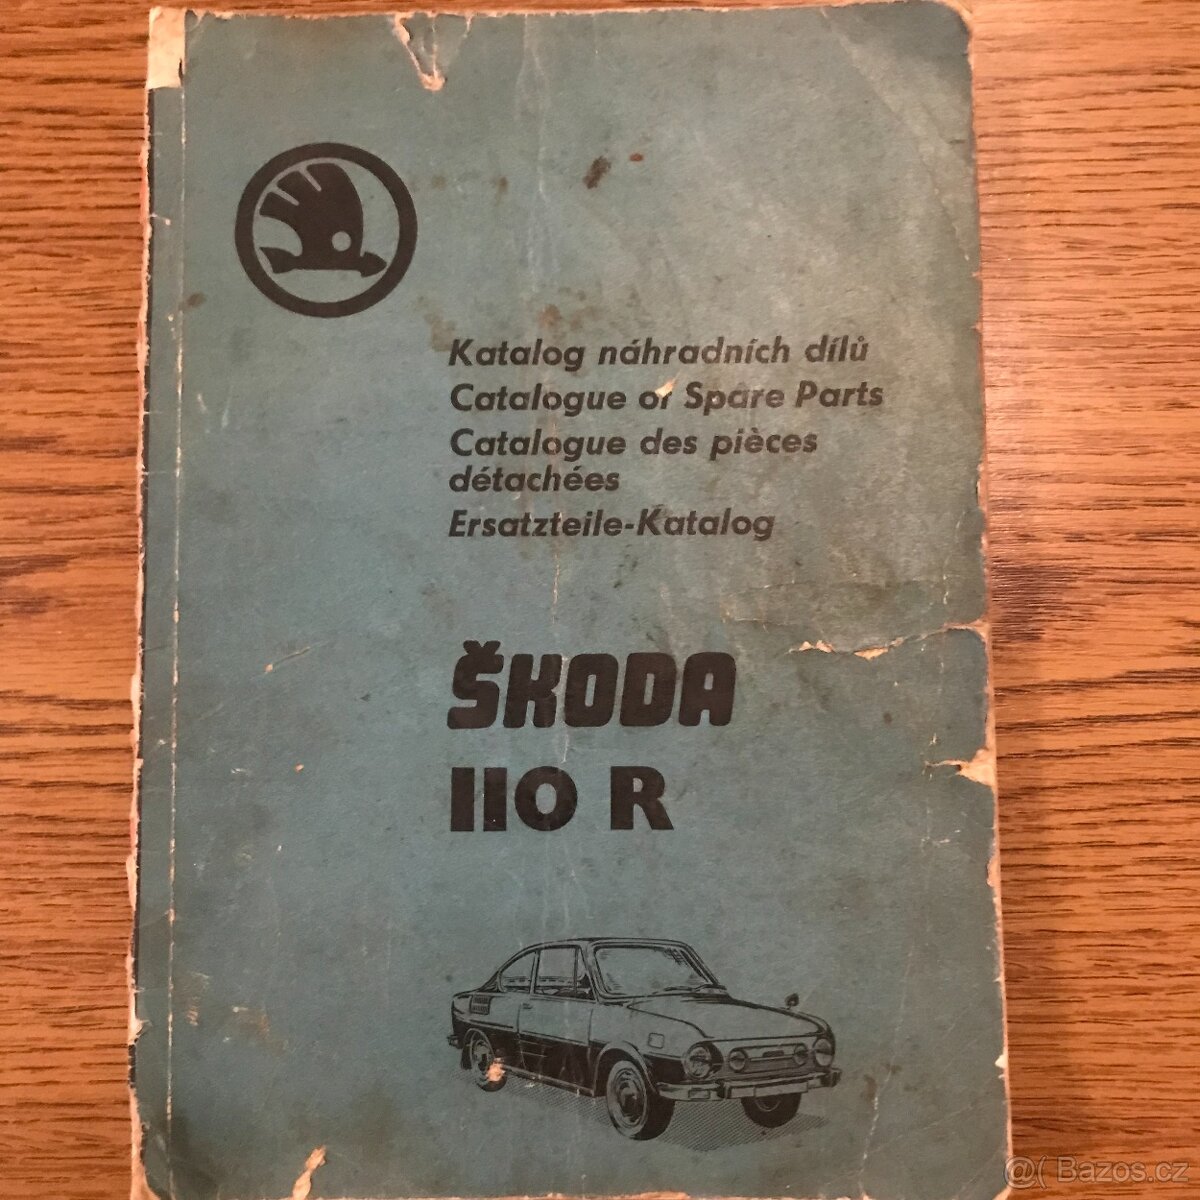 Katalog náhradních dílů
Catalogue of Spare Parts
Catalogue des pièces
détachées
Ersatzteile-Katalog
ŠKODA
110 R
@( Bazos.cz